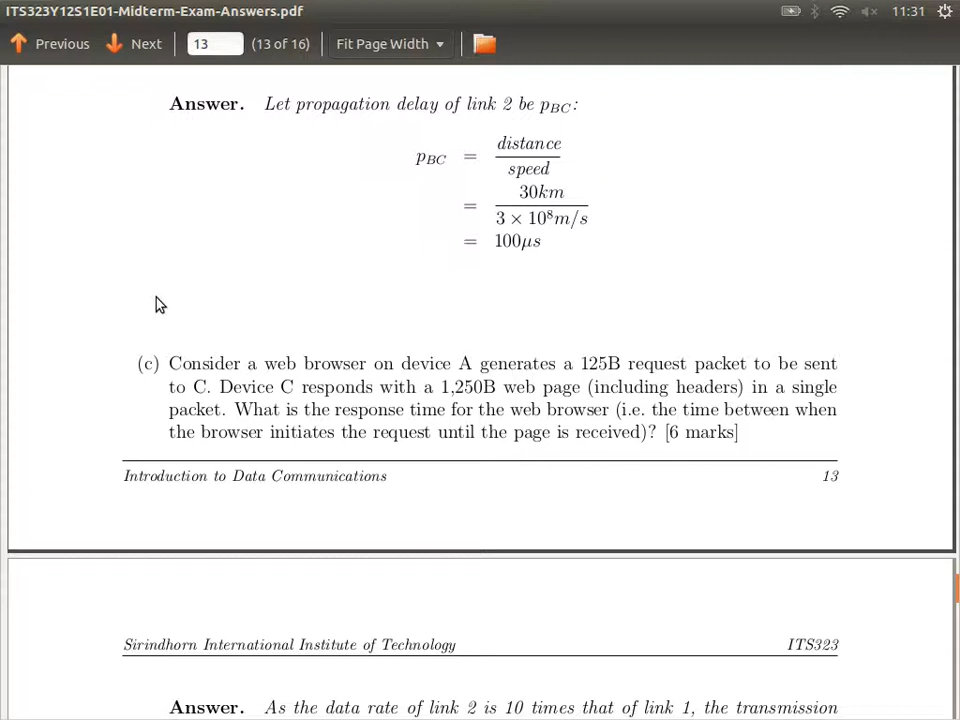 ITS323Y12S1E01-Midterm-Exam-Answers.pdf 11:31
Previous Next 13 (13 of 16) Fit Page Width
Answer. Let propagation delay of link 2 be pBC:
pBC = distance / speed
= 30km / 3 × 10⁸m/s
= 100μs
(c) Consider a web browser on device A generates a 125B request packet to be sent
to C. Device C responds with a 1,250B web page (including headers) in a single
packet. What is the response time for the web browser (i.e. the time between when
the browser initiates the request until the page is received)? [6 marks]
Introduction to Data Communications 13
Sirindhorn International Institute of Technology ITS323
Answer. As the data rate of link 2 is 10 times that of link 1, the transmission